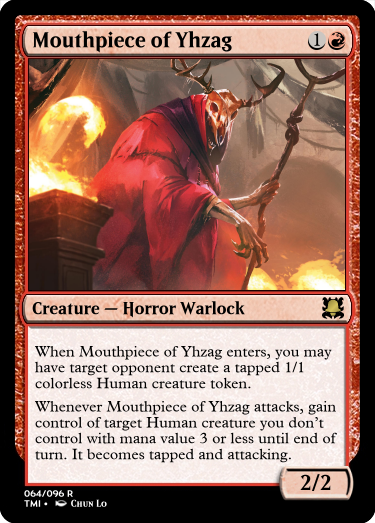 Mouthpiece of Yhzag 1
Creature — Horror Warlock
When Mouthpiece of Yhzag enters, you may
have target opponent create a tapped 1/1
colorless Human creature token.
Whenever Mouthpiece of Yhzag attacks, gain
control of target Human creature you don't
control with mana value 3 or less until end of
turn. It becomes tapped and attacking.
2/2
064/096 R
TMI • Chun Lo